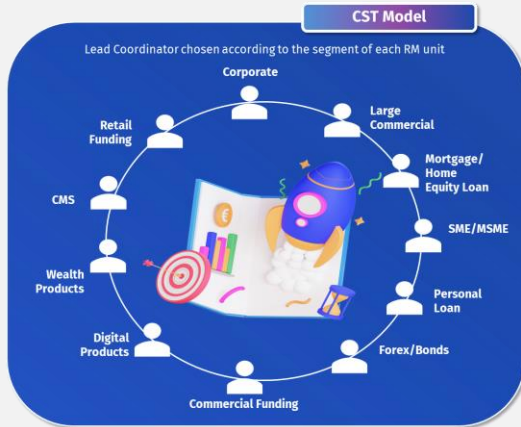 CST Model
Lead Coordinator chosen according to the segment of each RM unit
Corporate
Large
Commercial
Mortgage/
Home
Equity Loan
SME/MSME
Personal
Loan
Forex/Bonds
Commercial Funding
Digital
Products
Wealth
Products
CMS
Retail
Funding
€